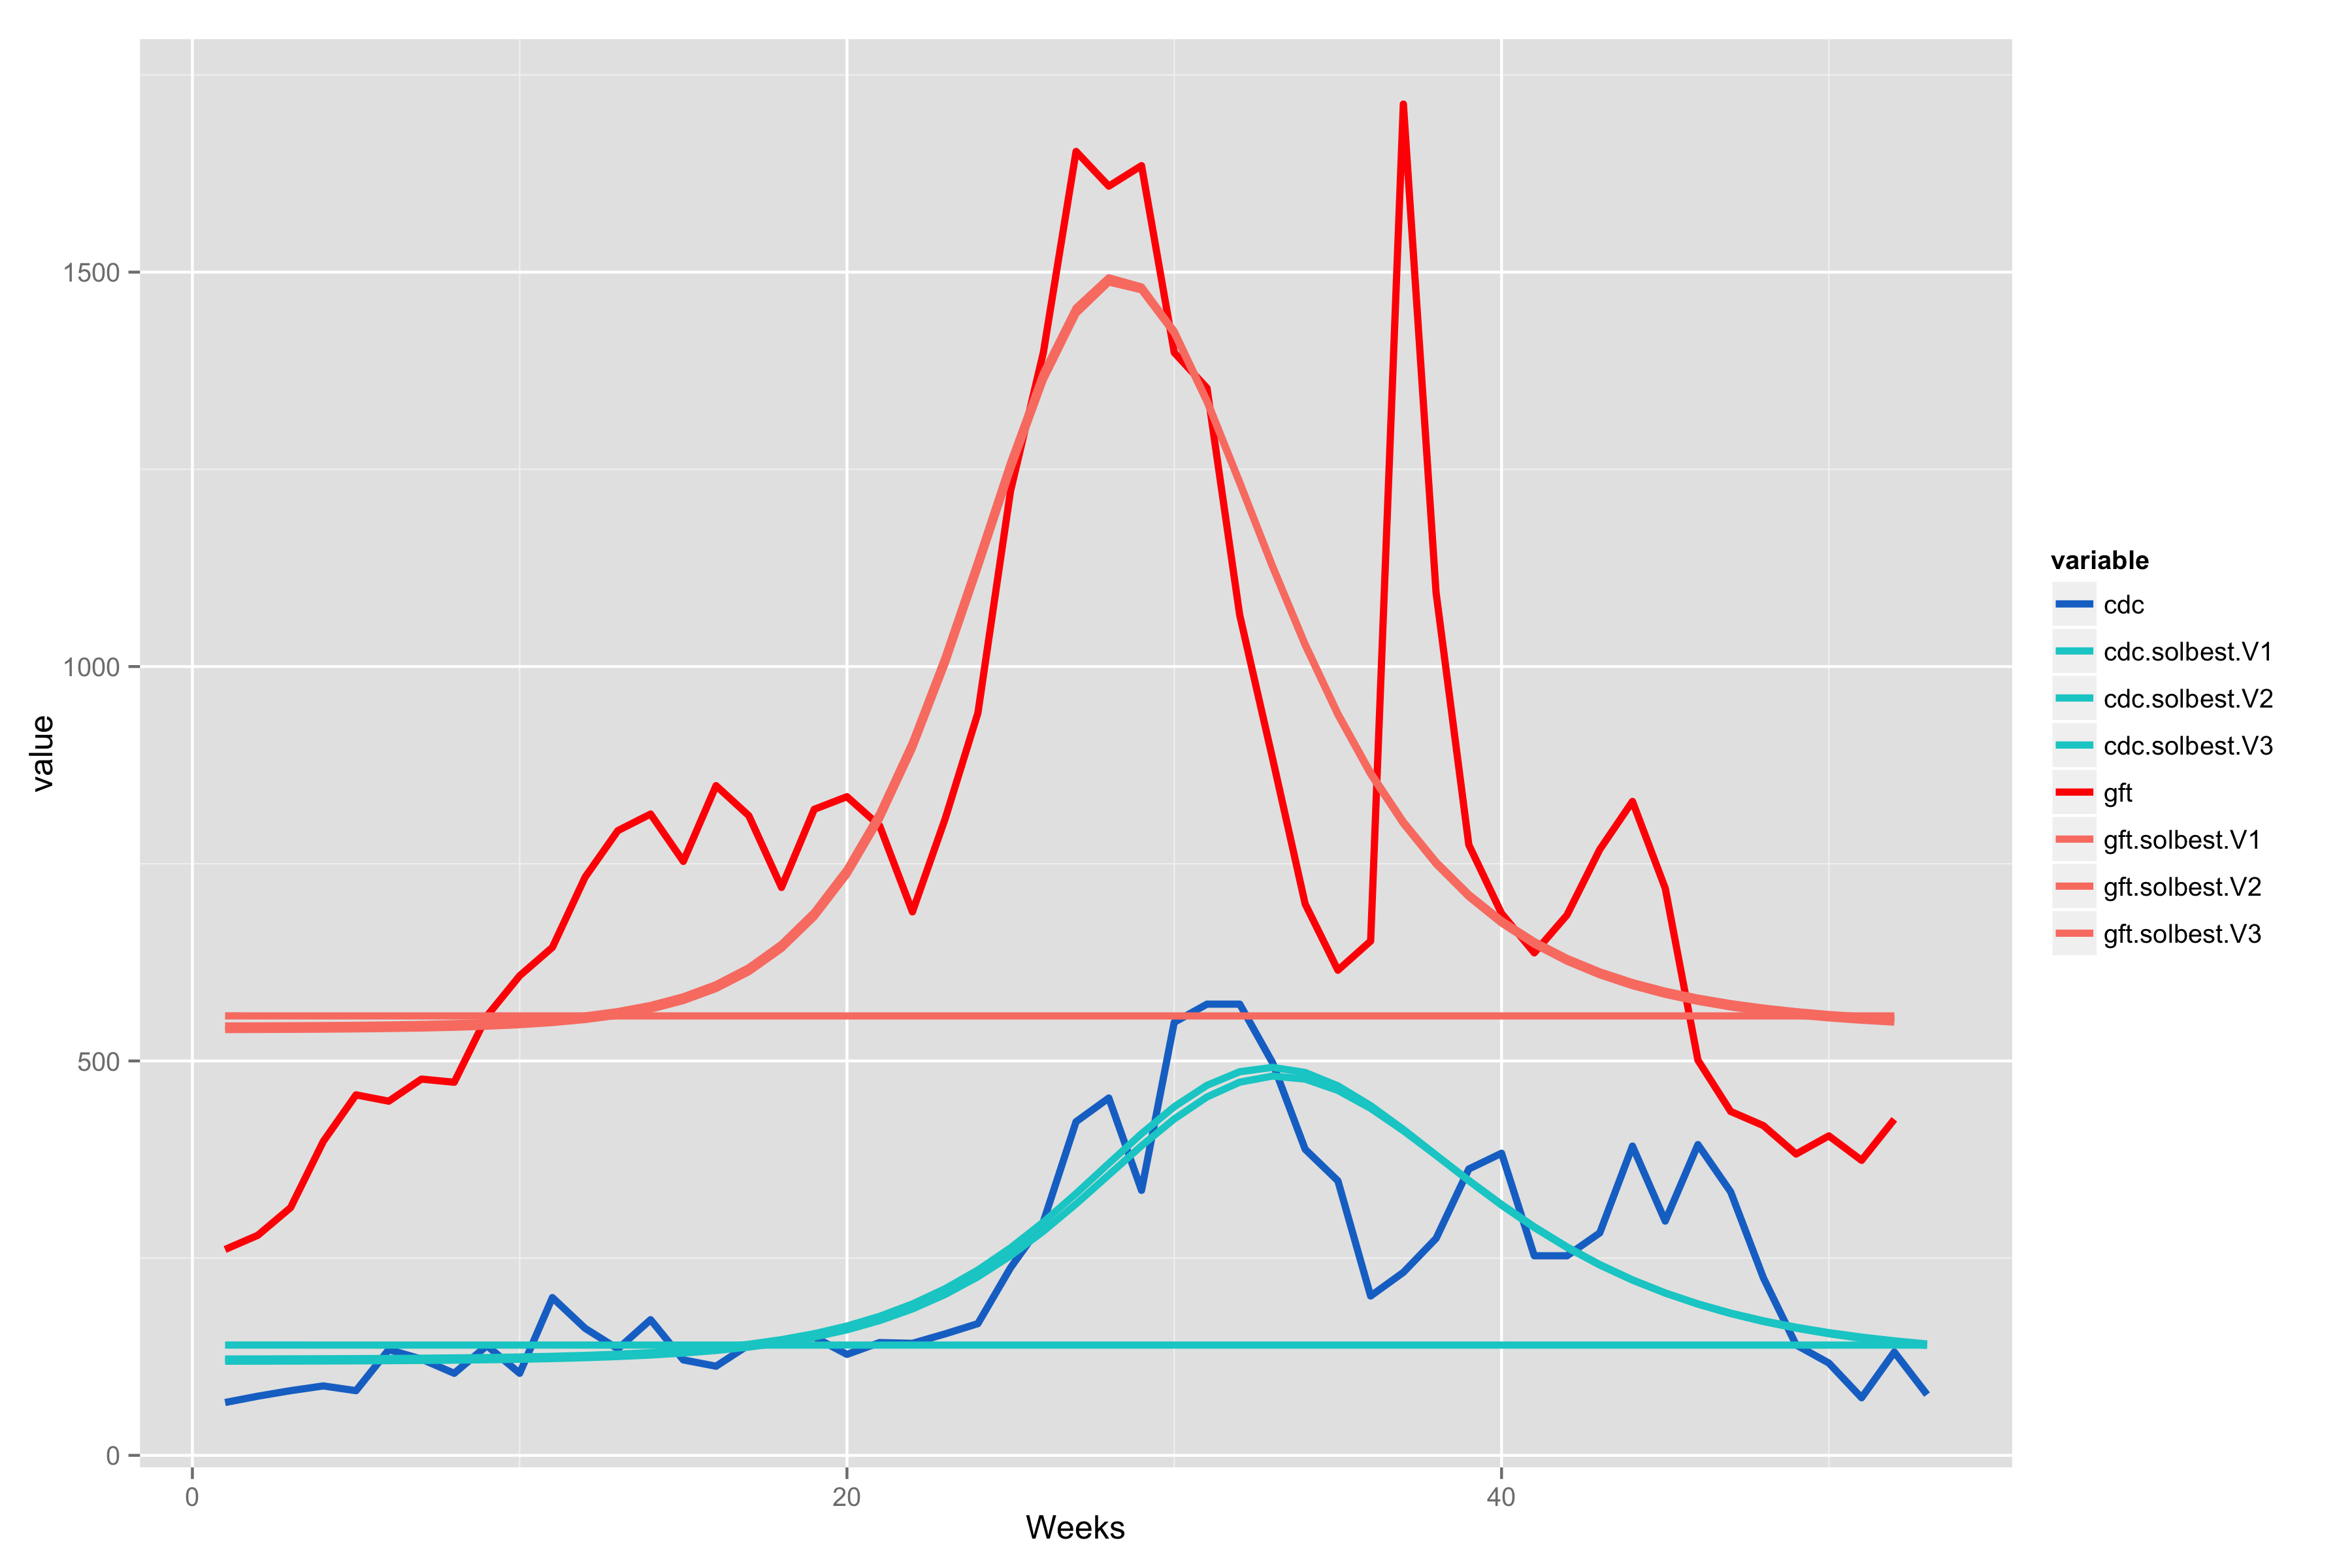 1500
1000
500
0
0
20
40
value
Weeks
variable
cdc
cdc.solbest.V1
cdc.solbest.V2
cdc.solbest.V3
gft
gft.solbest.V1
gft.solbest.V2
gft.solbest.V3